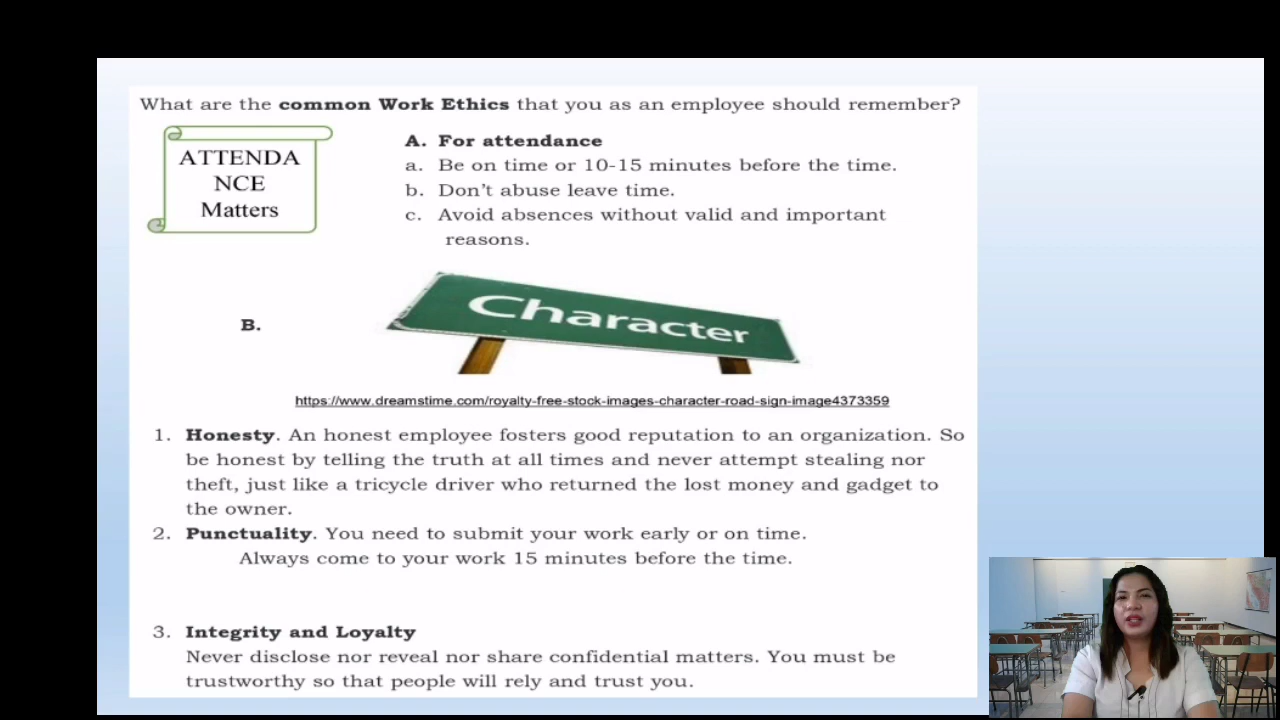 What are the common Work Ethics that you as an employee should remember?
ATTENDA
NCE
Matters
A. For attendance
a. Be on time or 10-15 minutes before the time.
b. Don't abuse leave time.
c. Avoid absences without valid and important
reasons.
B.
Character
https://www.dreamstime.com/royalty-free-stock-images-character-road-sign-image4373359
1. Honesty. An honest employee fosters good reputation to an organization. So
be honest by telling the truth at all times and never attempt stealing nor
theft, just like a tricycle driver who returned the lost money and gadget to
the owner.
2. Punctuality. You need to submit your work early or on time.
Always come to your work 15 minutes before the time.
3. Integrity and Loyalty
Never disclose nor reveal nor share confidential matters. You must be
trustworthy so that people will rely and trust you.